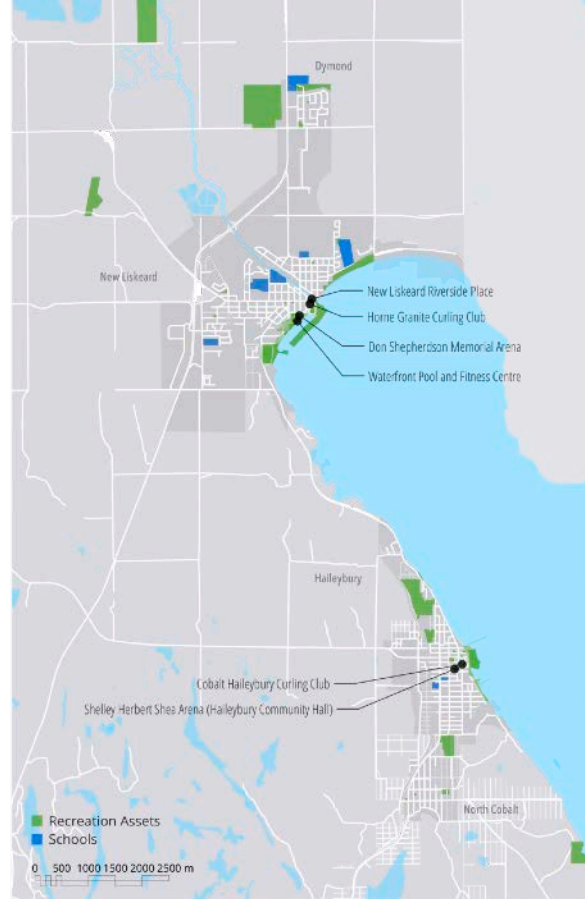 Dymond
New Liskeard
New Liskeard Riverside Place
Horne Granite Curling Club
Don Shepherdson Memorial Arena
Waterfront Pool and Fitness Centre
Haileybury
Cobalt Haileybury Curling Club
Shelley Herbert Shea Arena (Haileybury Community Hall)
North Cobalt
Recreation Assets
Schools
0 500 1000 1500 2000 2500 m